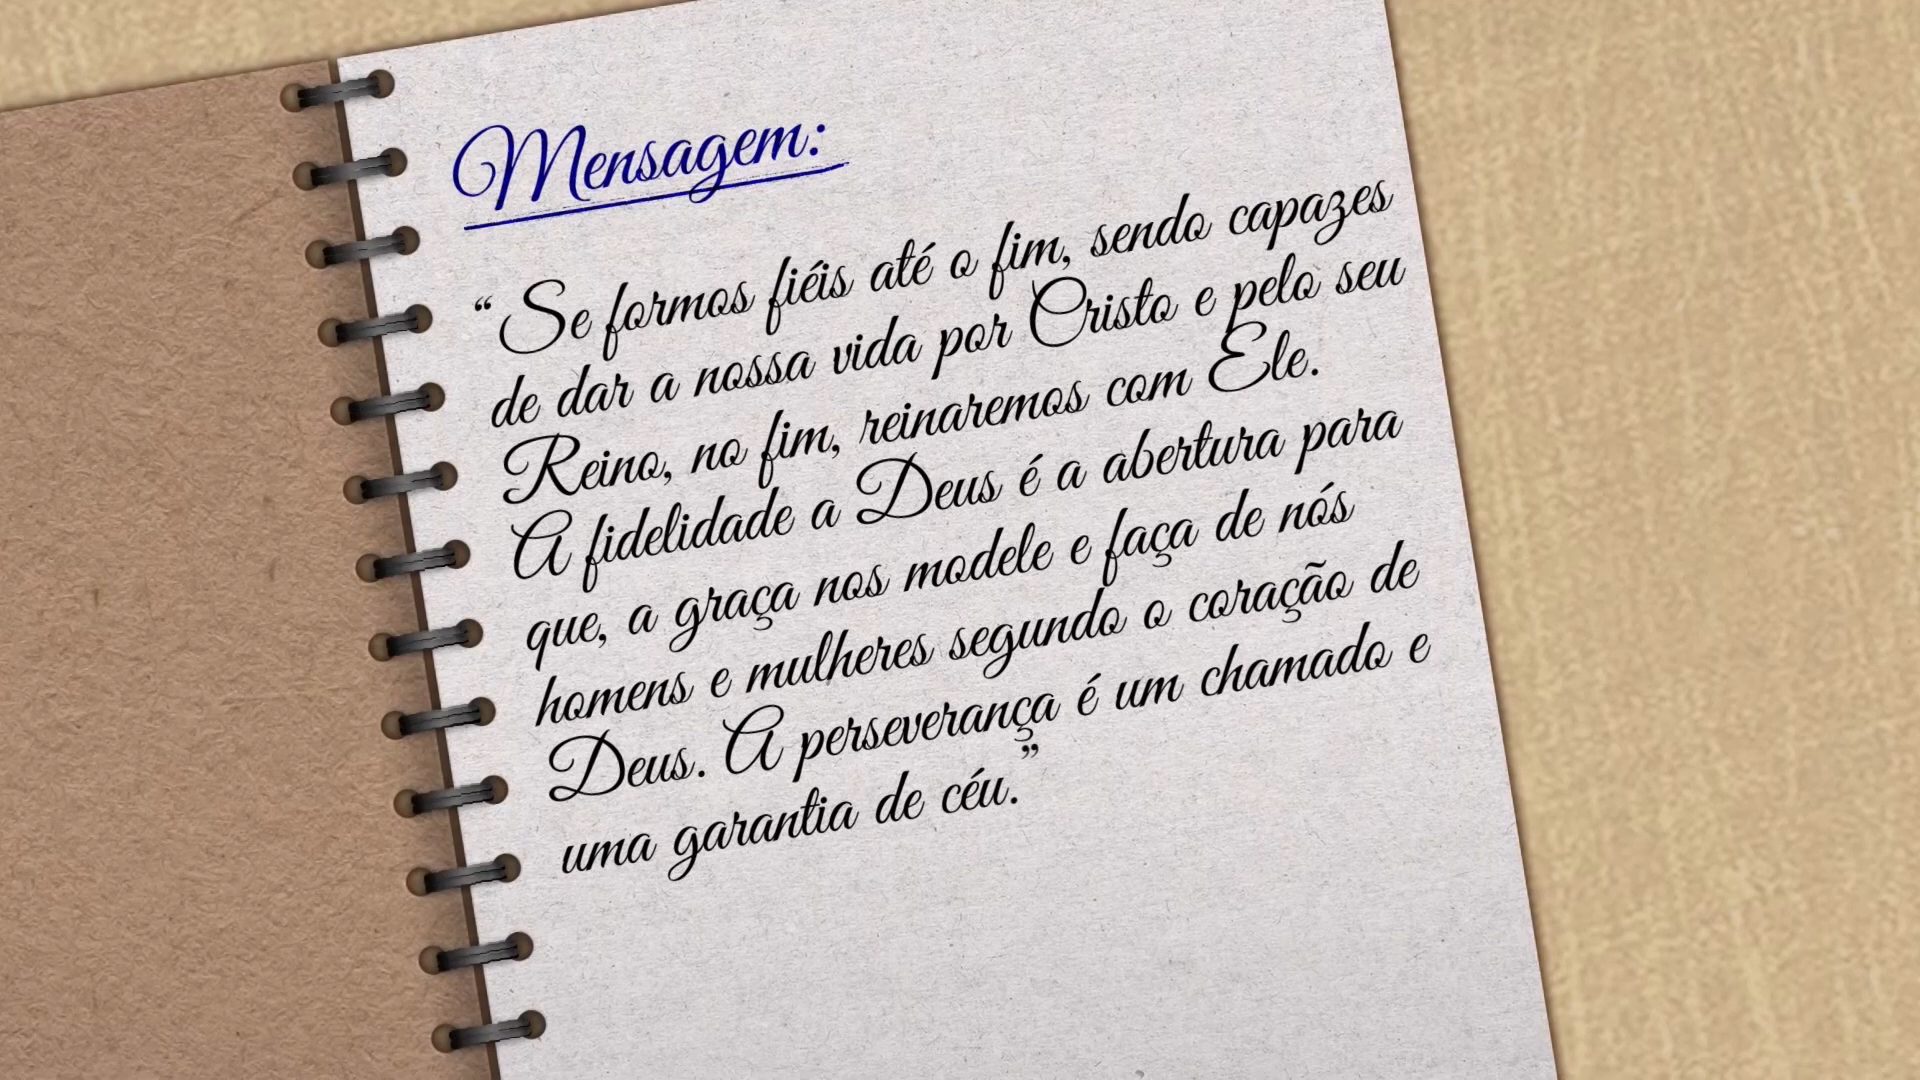 Mensagem:
“Se formos fiéis até o fim, sendo capazes
de dar a nossa vida por Cristo e pelo seu
Reino, no fim, reinaremos com Ele.
A fidelidade a Deus é a abertura para
que, a graça nos modele e faça de nós
homens e mulheres segundo o coração de
Deus. A perseverança é um chamado e
uma garantia de céu.”